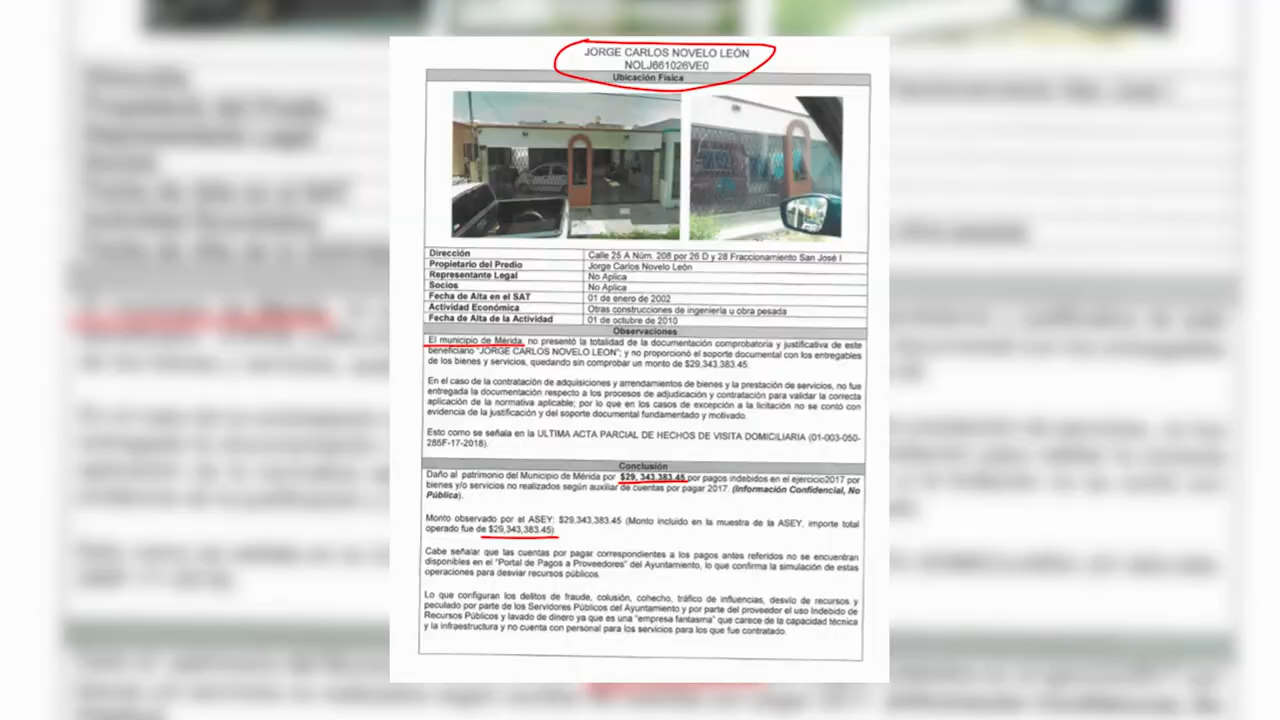 JORGE CARLOS NOVELO LEÓN
NOLJ661026VE0
Ubicación Física
Dirección Calle 25 A Núm. 208 por 26 D y 28 Fraccionamiento San José I
Propietario del Predio Jorge Carlos Novelo León
Representante Legal No Aplica
Socios No Aplica
Fecha de Alta en el SAT 01 de enero de 2002
Actividad Económica Otras construcciones de ingeniería u obra pesada
Fecha de Alta de la Actividad 01 de octubre de 2010
Observaciones
El municipio de Mérida, no presentó la totalidad de la documentación comprobatoria y justificativa de este
beneficiario "JORGE CARLOS NOVELO LEON"; y no proporcionó el soporte documental con los entregables
de los bienes y servicios, quedando sin comprobar un monto de $29,343,383.45.
En el caso de la contratación de adquisiciones y arrendamientos de bienes y la prestación de servicios, no fue
entregada la documentación respecto a los procesos de adjudicación y contratación para validar la correcta
aplicación de la normativa aplicable; por lo que en los casos de excepción a la licitación no se contó con
evidencia de la justificación y del soporte documental fundamentado y motivado.
Esto como se señala en la ULTIMA ACTA PARCIAL DE HECHOS DE VISITA DOMICILIARIA (01-003-050-
285F-17-2018).
Conclusión
Daño al patrimonio del Municipio de Mérida por $29, 343,383.45 por pagos indebidos en el ejercicio2017 por
bienes y/o servicios no realizados según auxiliar de cuentas por pagar 2017. (Información Confidencial, No
Pública).
Monto observado por el ASEY: $29,343,383.45 (Monto incluido en la muestra de la ASEY, importe total
operado fue de $29,343,383.45)
Cabe señalar que las cuentas por pagar correspondientes a los pagos antes referidos no se encuentran
disponibles en el "Portal de Pagos a Proveedores" del Ayuntamiento, lo que confirma la simulación de estas
operaciones para desviar recursos públicos.
Lo que configuran los delitos de fraude, colusión, cohecho, tráfico de influencias, desvío de recursos y
peculado por parte de los Servidores Públicos del Ayuntamiento y por parte del proveedor el uso Indebido de
Recursos Públicos y lavado de dinero ya que es una "empresa fantasma" que carece de la capacidad técnica
y la infraestructura y no cuenta con personal para los servicios para los que fue contratado.